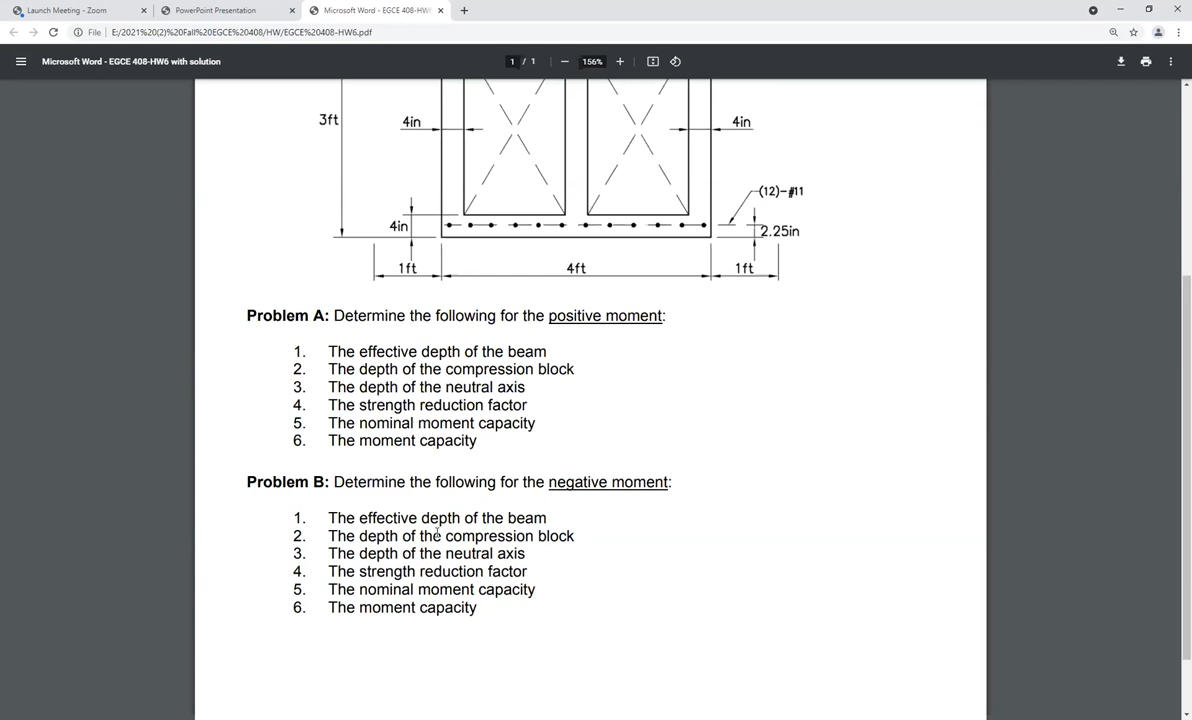 Launch Meeting - Zoom
PowerPoint Presentation
Microsoft Word - EGCE 408-HW6
File
E:/2021%20(2)%20Fall%20EGCE%20408/HW/EGCE%20408-HW6.pdf
Microsoft Word - EGCE 408-HW6 with solution
1 / 1
156%
3ft
4in
4in
(12)-#11
4in
2.25in
1ft
4ft
1ft
Problem A: Determine the following for the positive moment:
1. The effective depth of the beam
2. The depth of the compression block
3. The depth of the neutral axis
4. The strength reduction factor
5. The nominal moment capacity
6. The moment capacity
Problem B: Determine the following for the negative moment:
1. The effective depth of the beam
2. The depth of the compression block
3. The depth of the neutral axis
4. The strength reduction factor
5. The nominal moment capacity
6. The moment capacity